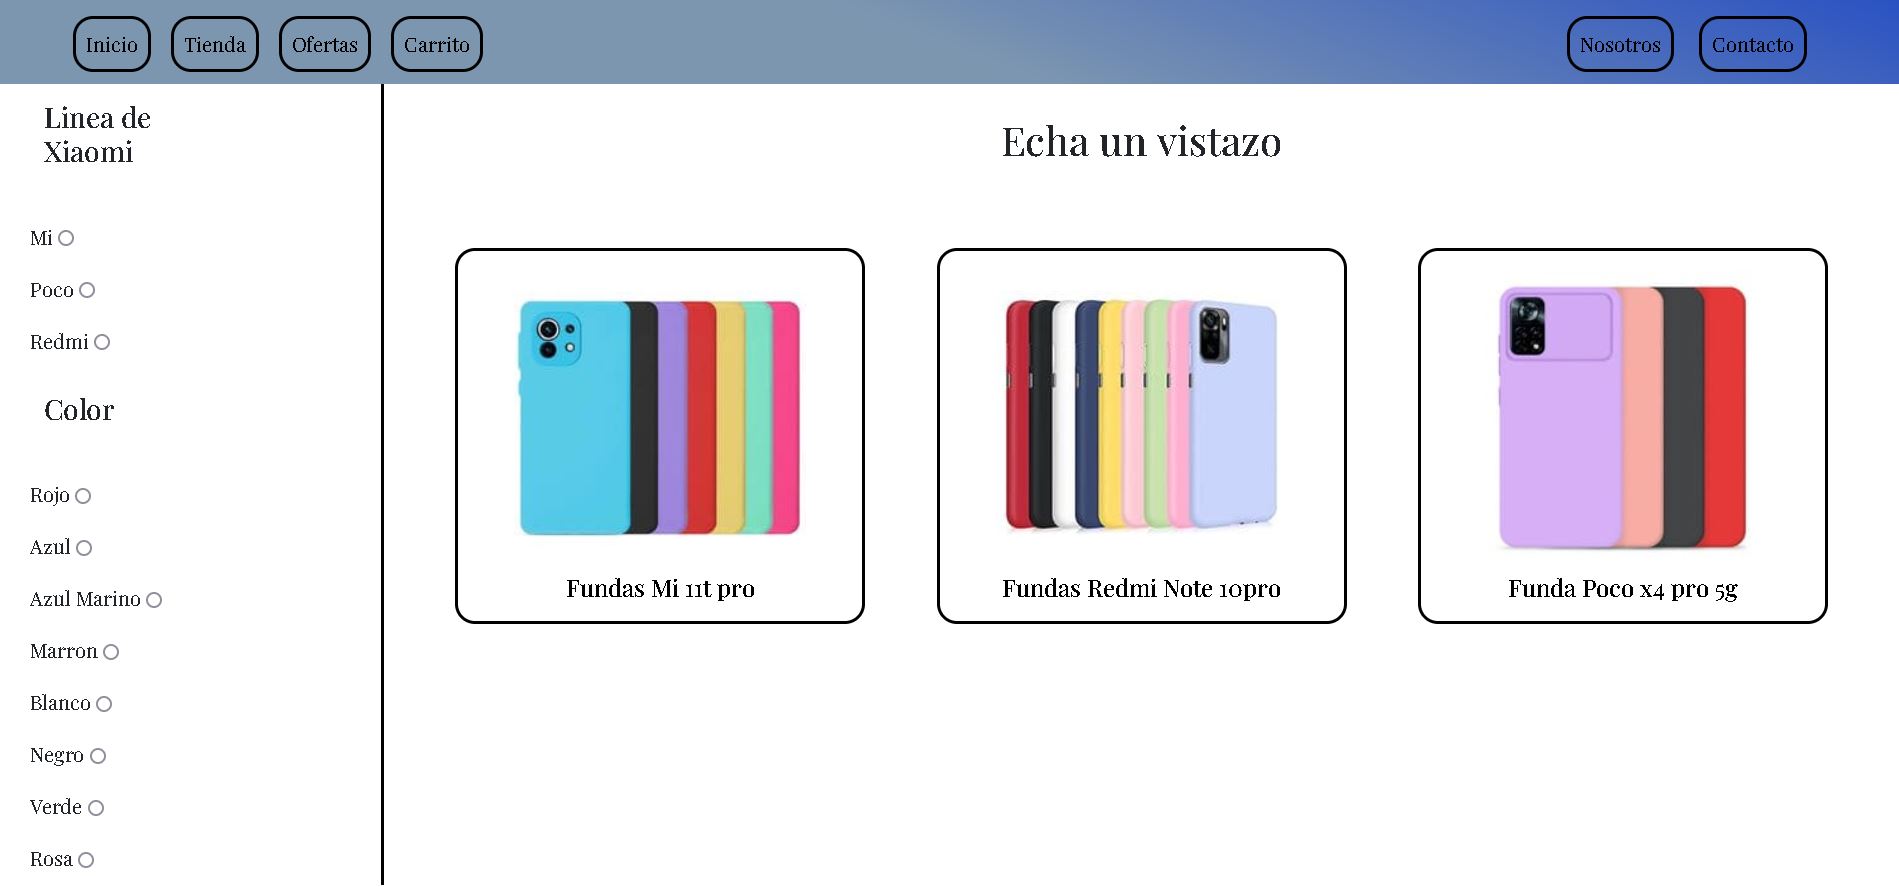 Inicio
Tienda
Ofertas
Carrito
Nosotros
Contacto
Linea de
Xiaomi
Mi
Poco
Redmi
Color
Rojo
Azul
Azul Marino
Marron
Blanco
Negro
Verde
Rosa
Echa un vistazo
Fundas Mi 11t pro
Fundas Redmi Note 10pro
Funda Poco x4 pro 5g